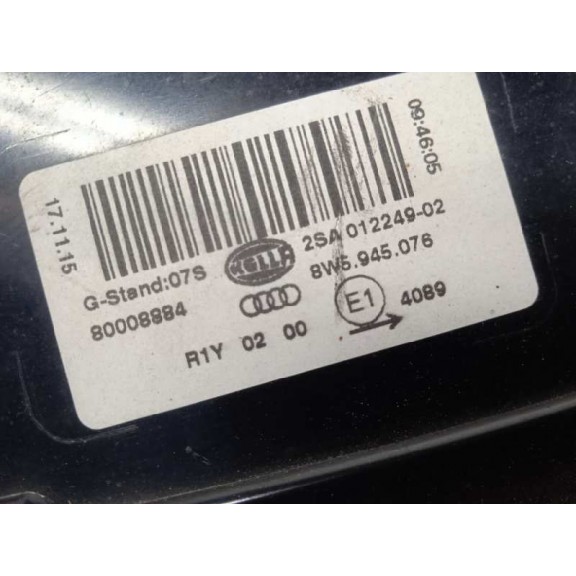 17.11.15
09:46:05
G-Stand:07S
HELLA
2SA 012249-02
80008884
8W5.945.076
R1Y 02 00
E1
4089